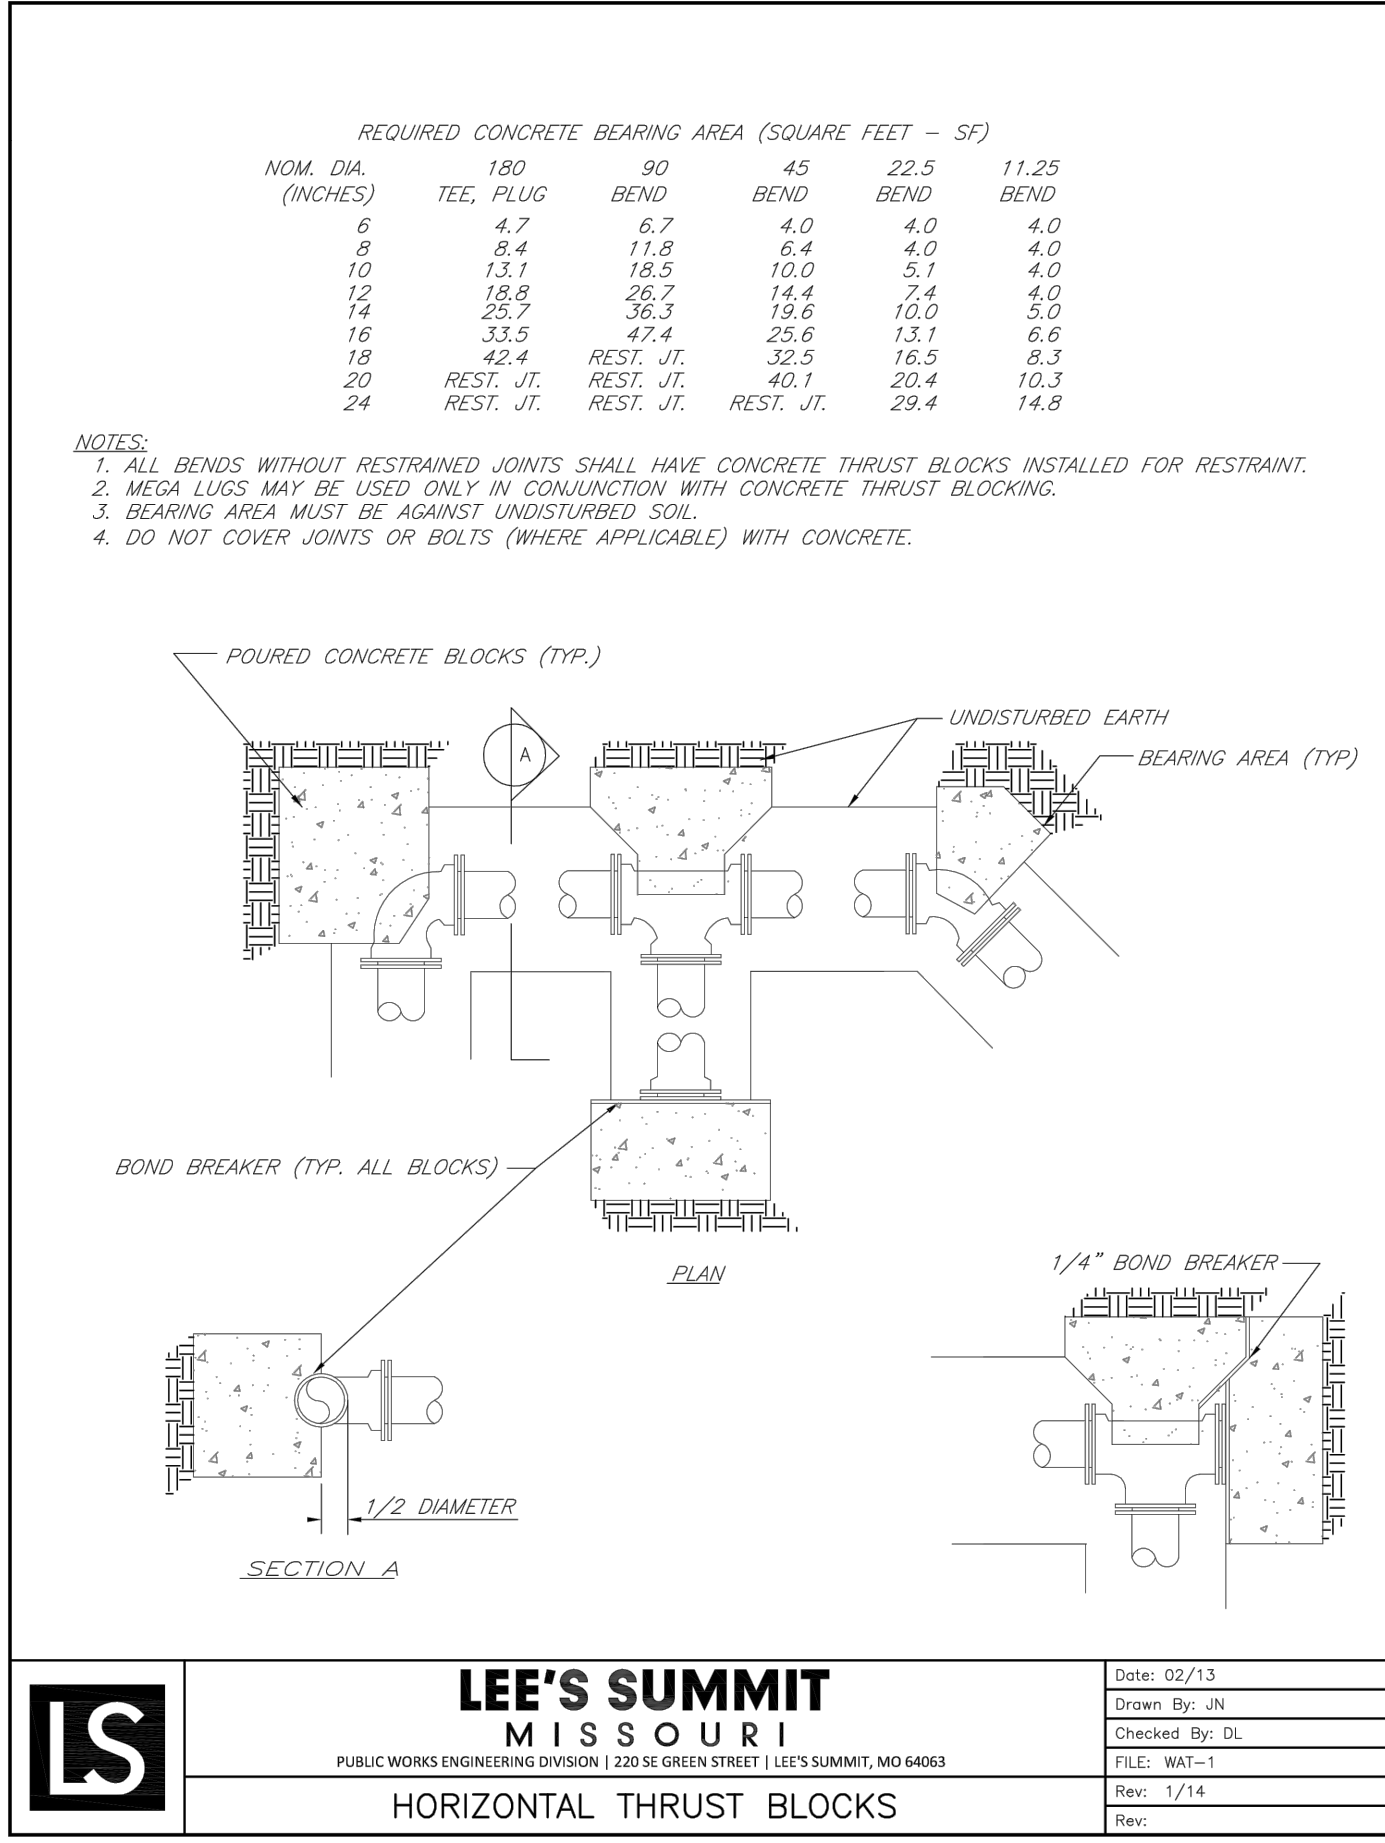 REQUIRED CONCRETE BEARING AREA (SQUARE FEET – SF)
NOM. DIA. 180 90 45 22.5 11.25
(INCHES) TEE, PLUG BEND BEND BEND BEND
6 4.7 6.7 4.0 4.0 4.0
8 8.4 11.8 6.4 4.0 4.0
10 13.1 18.5 10.0 5.1 4.0
12 18.8 26.7 14.4 7.4 4.0
14 25.7 36.3 19.6 10.0 5.0
16 33.5 47.4 25.6 13.1 6.6
18 42.4 REST. JT. 32.5 16.5 8.3
20 REST. JT. REST. JT. 40.1 20.4 10.3
24 REST. JT. REST. JT. REST. JT. 29.4 14.8
NOTES:
1. ALL BENDS WITHOUT RESTRAINED JOINTS SHALL HAVE CONCRETE THRUST BLOCKS INSTALLED FOR RESTRAINT.
2. MEGA LUGS MAY BE USED ONLY IN CONJUNCTION WITH CONCRETE THRUST BLOCKING.
3. BEARING AREA MUST BE AGAINST UNDISTURBED SOIL.
4. DO NOT COVER JOINTS OR BOLTS (WHERE APPLICABLE) WITH CONCRETE.
POURED CONCRETE BLOCKS (TYP.)
UNDISTURBED EARTH
A
BEARING AREA (TYP)
BOND BREAKER (TYP. ALL BLOCKS)
PLAN
1/4” BOND BREAKER
1/2 DIAMETER
SECTION A
LS
LEE'S SUMMIT
MISSOURI
PUBLIC WORKS ENGINEERING DIVISION | 220 SE GREEN STREET | LEE'S SUMMIT, MO 64063
HORIZONTAL THRUST BLOCKS
Date: 02/13
Drawn By: JN
Checked By: DL
FILE: WAT–1
Rev: 1/14
Rev: